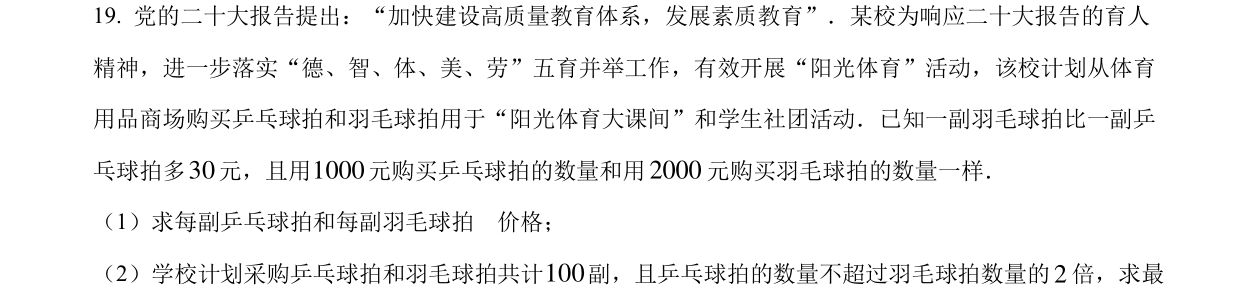 19. 党的二十大报告提出：“加快建设高质量教育体系，发展素质教育”．某校为响应二十大报告的育人
精神，进一步落实“德、智、体、美、劳”五育并举工作，有效开展“阳光体育”活动，该校计划从体育
用品商场购买乒乓球拍和羽毛球拍用于“阳光体育大课间”和学生社团活动．已知一副羽毛球拍比一副乒
乓球拍多30元，且用1000元购买乒乓球拍的数量和用2000元购买羽毛球拍的数量一样．
（1）求每副乒乓球拍和每副羽毛球拍 价格；
（2）学校计划采购乒乓球拍和羽毛球拍共计100副，且乒乓球拍的数量不超过羽毛球拍数量的2倍，求最